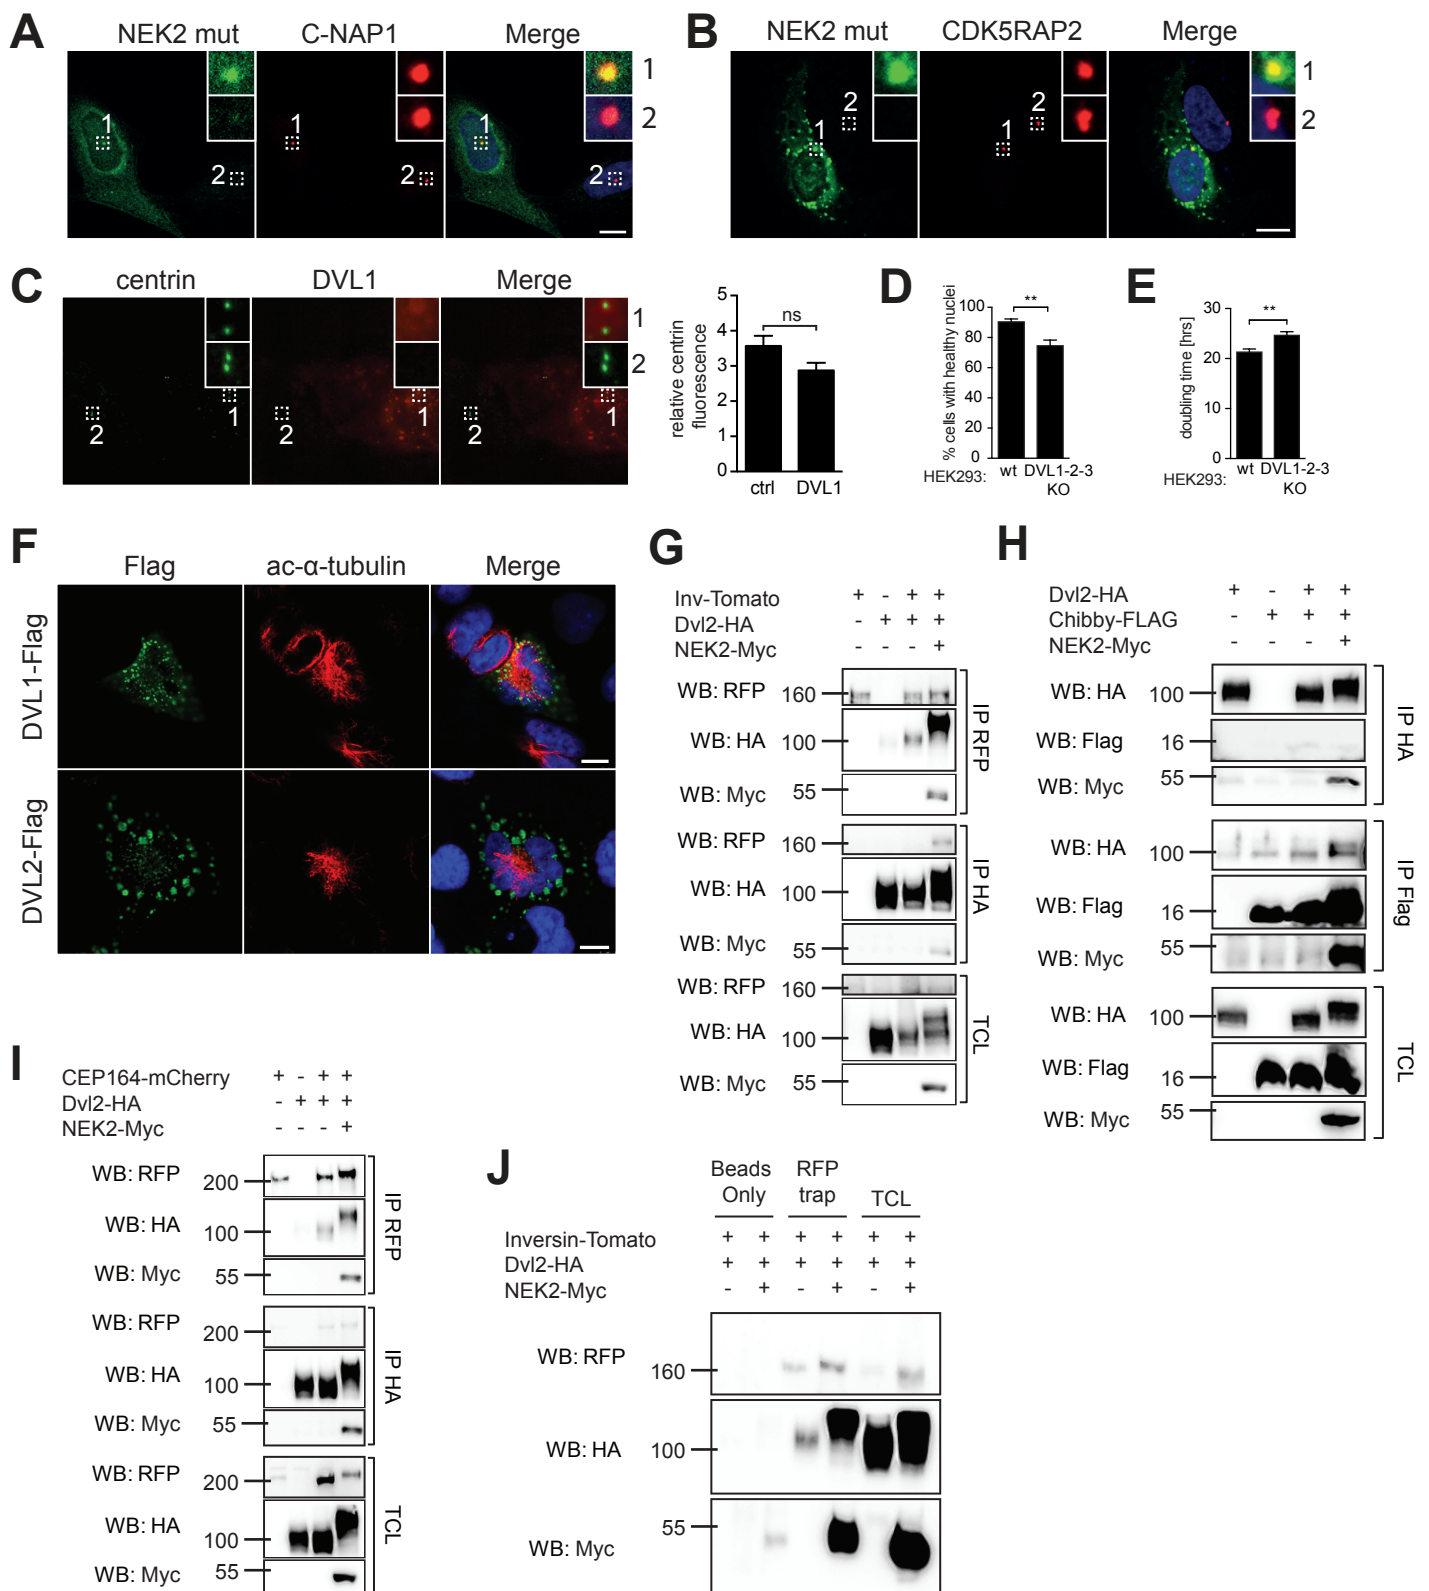 A
NEK2 mut C-NAP1 Merge
1 1 1 1
2 2 2 2
B
NEK2 mut CDK5RAP2 Merge
1 1 1
2 2 2
C
centrin DVL1 Merge
1 1 1
2 2 2 2
relative centrin
fluorescence
5
4
3
2
1
0
ns
ctrl DVL1
D
% cells with healthy nuclei
100
80
60
40
20
0
**
HEK293: wt DVL1-2-3
KO
E
doubling time [hrs]
30
20
10
0
**
HEK293: wt DVL1-2-3
KO
F
Flag ac-α-tubulin Merge
DVL1-Flag
DVL2-Flag
G
Inv-Tomato + - + +
Dvl2-HA - + + +
NEK2-Myc - - - +
WB: RFP 160
WB: HA 100
WB: Myc 55
IP RFP
WB: RFP 160
WB: HA 100
WB: Myc 55
IP HA
WB: RFP 160
WB: HA 100
WB: Myc 55
TCL
H
Dvl2-HA + - + +
Chibby-FLAG - + + +
NEK2-Myc - - - +
WB: HA 100
WB: Flag 16
WB: Myc 55
IP HA
WB: HA 100
WB: Flag 16
WB: Myc 55
IP Flag
WB: HA 100
WB: Flag 16
WB: Myc 55
TCL
I
CEP164-mCherry + - + +
Dvl2-HA - + + +
NEK2-Myc - - - +
WB: RFP 200
WB: HA 100
WB: Myc 55
IP RFP
WB: RFP 200
WB: HA 100
WB: Myc 55
IP HA
WB: RFP 200
WB: HA 100
WB: Myc 55
TCL
J
Beads
Only
RFP
trap
TCL
Inversin-Tomato + + + + + +
Dvl2-HA + + + + + +
NEK2-Myc - + - + - +
WB: RFP 160
WB: HA 100
WB: Myc 55